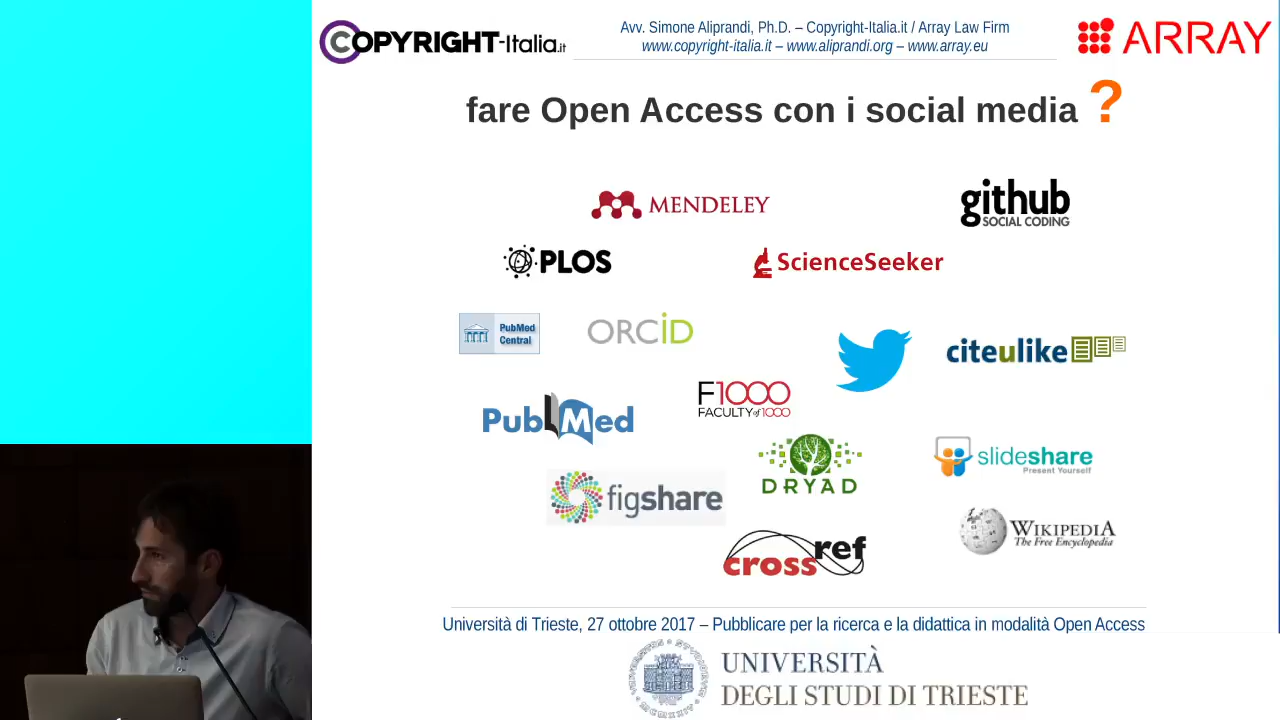 COPYRIGHT-Italia.it
Avv. Simone Aliprandi, Ph.D. – Copyright-Italia.it / Array Law Firm
www.copyright-italia.it – www.aliprandi.org – www.array.eu
ARRAY
fare Open Access con i social media ?
MENDELEY
github
SOCIAL CODING
PLOS
ScienceSeeker
PubMed
Central
ORCID
citeulike
F1000
FACULTY of 1000
PubMed
DRYAD
slideshare
Present Yourself
figshare
WIKIPEDIA
The Free Encyclopedia
crossref
Università di Trieste, 27 ottobre 2017 – Pubblicare per la ricerca e la didattica in modalità Open Access
UNIVERSITÀ
DEGLI STUDI DI TRIESTE